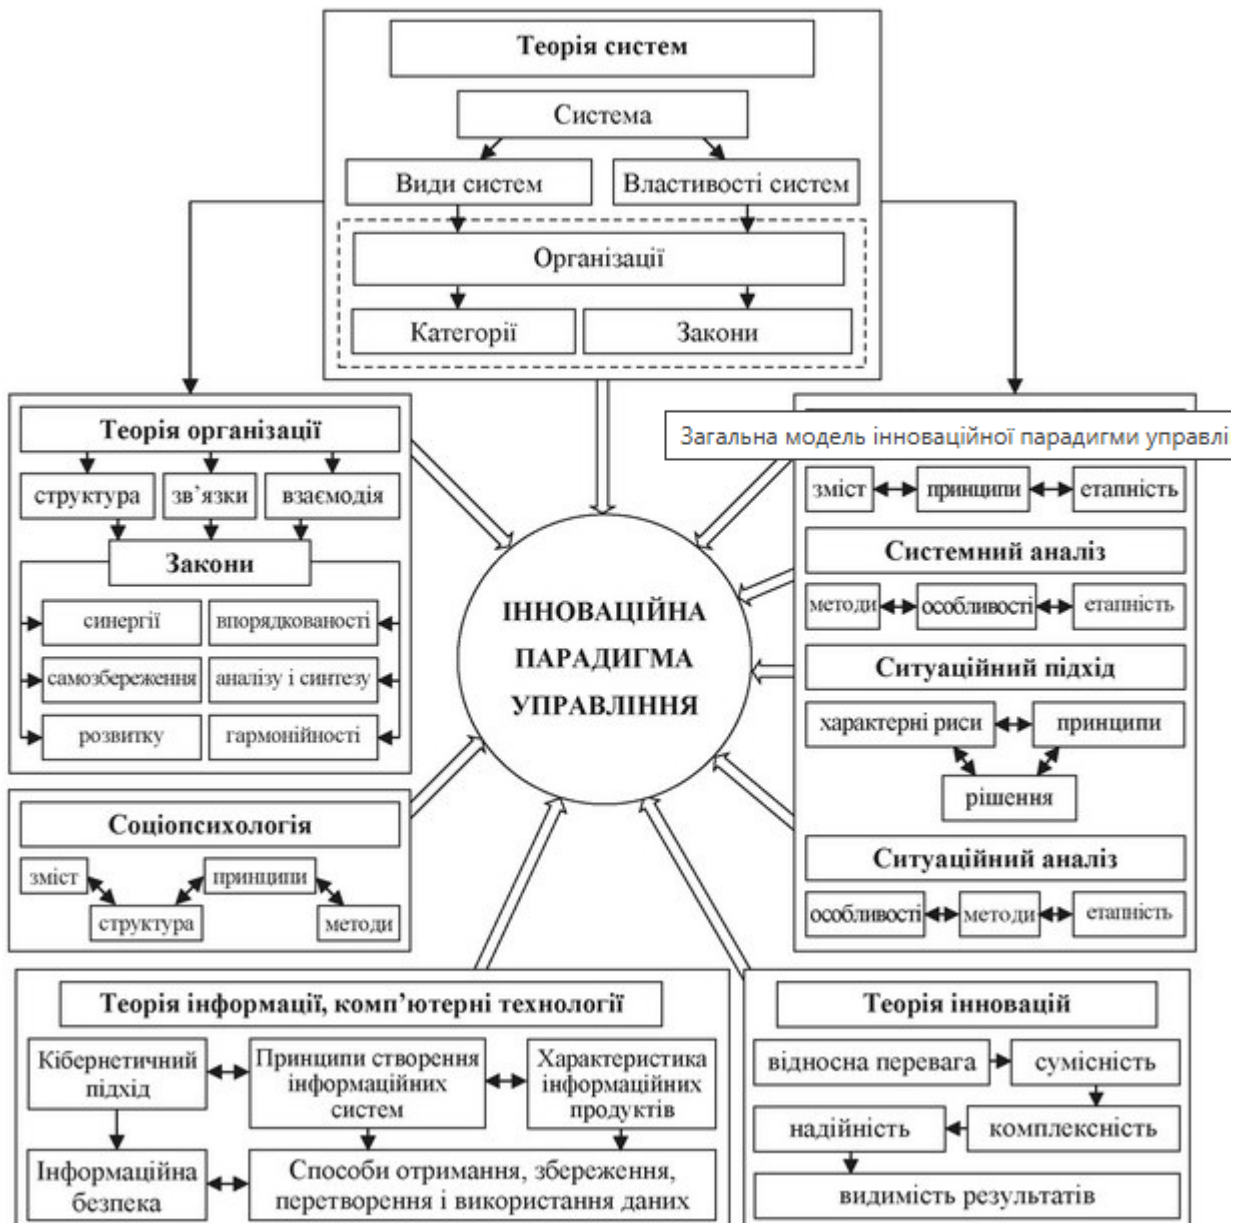 Теорія систем
Система
Види систем
Властивості систем
Організації
Категорії
Закони
Теорія організації
структура
зв’язки
взаємодія
Закони
синергії
впорядкованості
самозбереження
аналізу і синтезу
розвитку
гармонійності
Соціопсихологія
зміст
принципи
структура
методи
ІННОВАЦІЙНА
ПАРАДИГМА
УПРАВЛІННЯ
Загальна модель інноваційної парадигми управлі
зміст
принципи
етапність
Системний аналіз
методи
особливості
етапність
Ситуаційний підхід
характерні риси
принципи
рішення
Ситуаційний аналіз
особливості
методи
етапність
Теорія інформації, комп’ютерні технології
Кібернетичний
підхід
Принципи створення
інформаційних
систем
Характеристика
інформаційних
продуктів
Інформаційна
безпека
Способи отримання, збереження,
перетворення і використання даних
Теорія інновацій
відносна перевага
сумісність
надійність
комплексність
видимість результатів